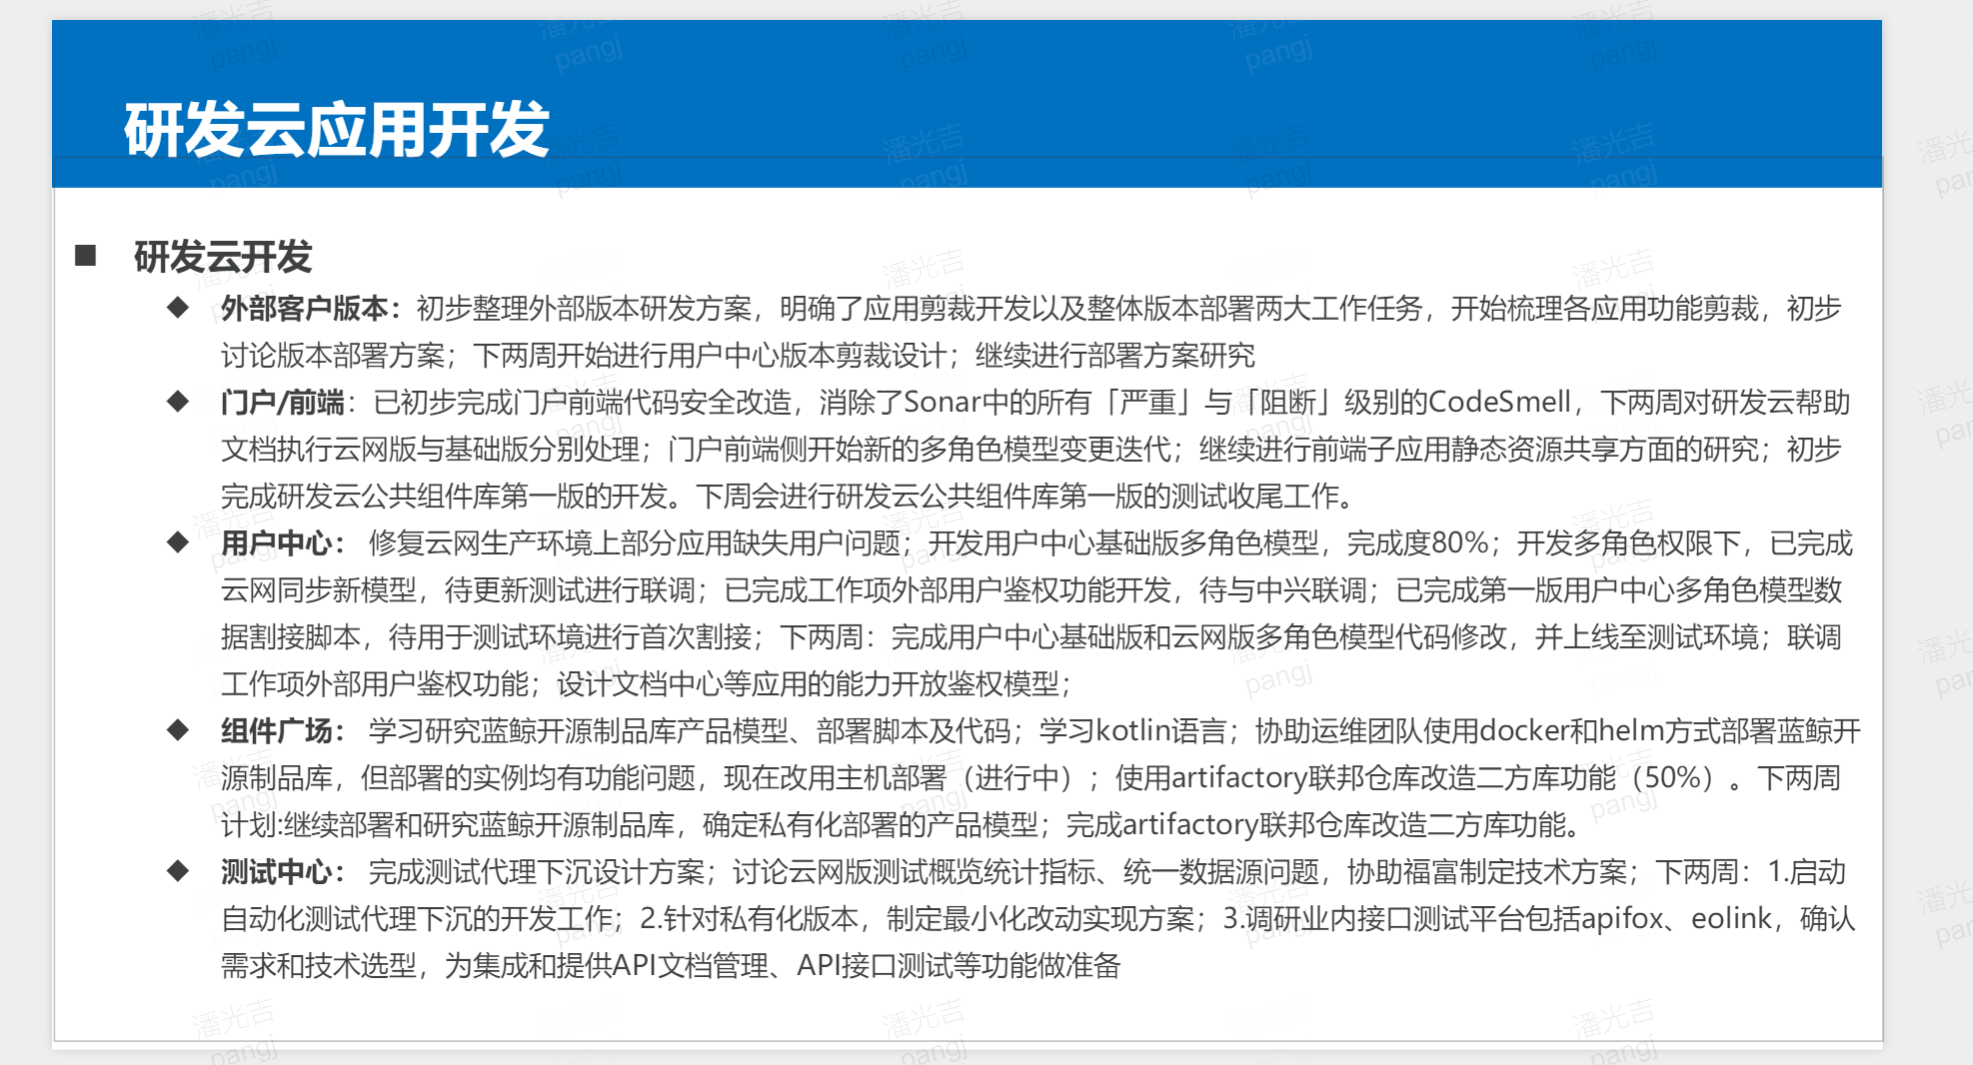 研发云应用开发
■ 研发云开发
◆ 外部客户版本：初步整理外部版本研发方案，明确了应用剪裁开发以及整体版本部署两大工作任务，开始梳理各应用功能剪裁，初步
讨论版本部署方案；下两周开始进行用户中心版本剪裁设计；继续进行部署方案研究
◆ 门户/前端：已初步完成门户前端代码安全改造，消除了Sonar中的所有「严重」与「阻断」级别的CodeSmell，下两周对研发云帮助
文档执行云网版与基础版分别处理；门户前端侧开始新的多角色模型变更迭代；继续进行前端子应用静态资源共享方面的研究；初步
完成研发云公共组件库第一版的开发。下周会进行研发云公共组件库第一版的测试收尾工作。
◆ 用户中心： 修复云网生产环境上部分应用缺失用户问题；开发用户中心基础版多角色模型，完成度80%；开发多角色权限下，已完成
云网同步新模型，待更新测试进行联调；已完成工作项外部用户鉴权功能开发，待与中兴联调；已完成第一版用户中心多角色模型数
据割接脚本，待用于测试环境进行首次割接；下两周：完成用户中心基础版和云网版多角色模型代码修改，并上线至测试环境；联调
工作项外部用户鉴权功能；设计文档中心等应用的能力开放鉴权模型；
◆ 组件广场： 学习研究蓝鲸开源制品库产品模型、部署脚本及代码；学习kotlin语言；协助运维团队使用docker和helm方式部署蓝鲸开
源制品库，但部署的实例均有功能问题，现在改用主机部署（进行中）；使用artifactory联邦仓库改造二方库功能（50%）。下两周
计划:继续部署和研究蓝鲸开源制品库，确定私有化部署的产品模型；完成artifactory联邦仓库改造二方库功能。
◆ 测试中心： 完成测试代理下沉设计方案；讨论云网版测试概览统计指标、统一数据源问题，协助福富制定技术方案；下两周：1.启动
自动化测试代理下沉的开发工作；2.针对私有化版本，制定最小化改动实现方案；3.调研业内接口测试平台包括apifox、eolink，确认
需求和技术选型，为集成和提供API文档管理、API接口测试等功能做准备
潘光吉
pangj